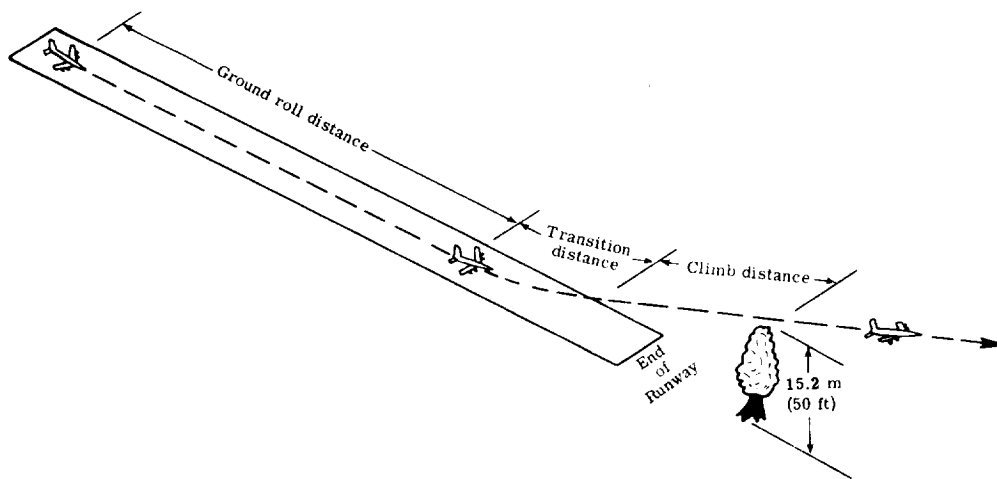 Ground roll distance
Transition
distance
Climb distance
End
of
Runway
15.2 m
(50 ft)